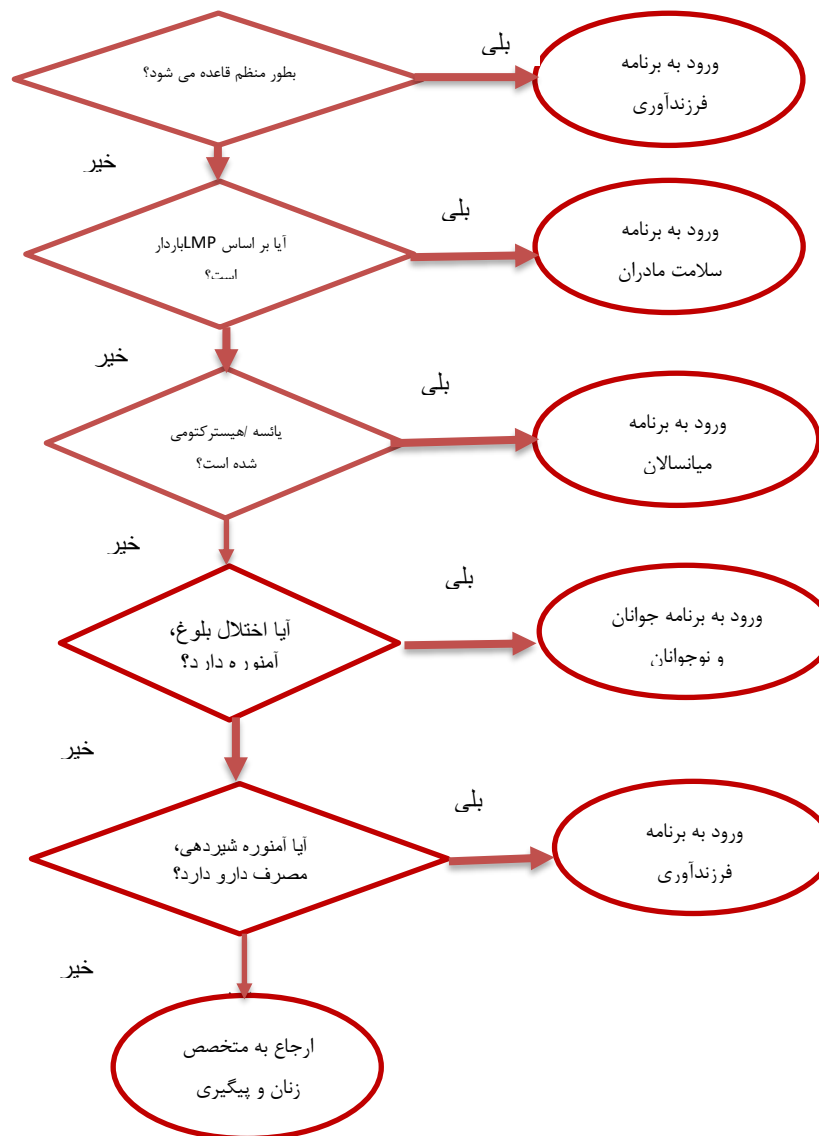 بطور منظم قاعده می شود؟
بلی
ورود به برنامه
فرزندآوری
خیر
آیا بر اساس LMPباردار
است؟
بلی
ورود به برنامه
سلامت مادران
خیر
یائسه /هیسترکتومی
شده است؟
بلی
ورود به برنامه
میانسالان
خیر
آیا اختلال بلوغ،
آمنوره دارد؟
بلی
ورود به برنامه جوانان
و نوجوانان
خیر
آیا آمنوره شیردهی،
مصرف دارو دارد؟
بلی
ورود به برنامه
فرزندآوری
خیر
ارجاع به متخصص
زنان و پیگیری